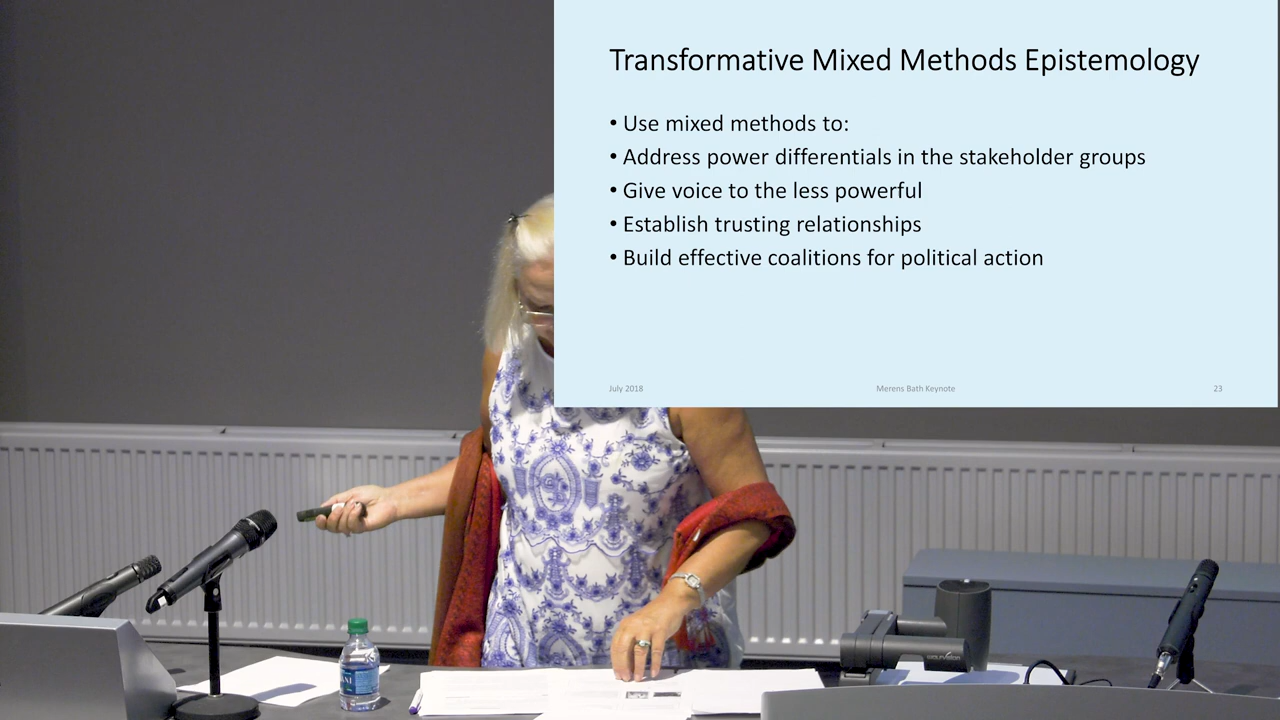 Transformative Mixed Methods Epistemology
• Use mixed methods to:
• Address power differentials in the stakeholder groups
• Give voice to the less powerful
• Establish trusting relationships
• Build effective coalitions for political action
July 2018
Merens Bath Keynote
23